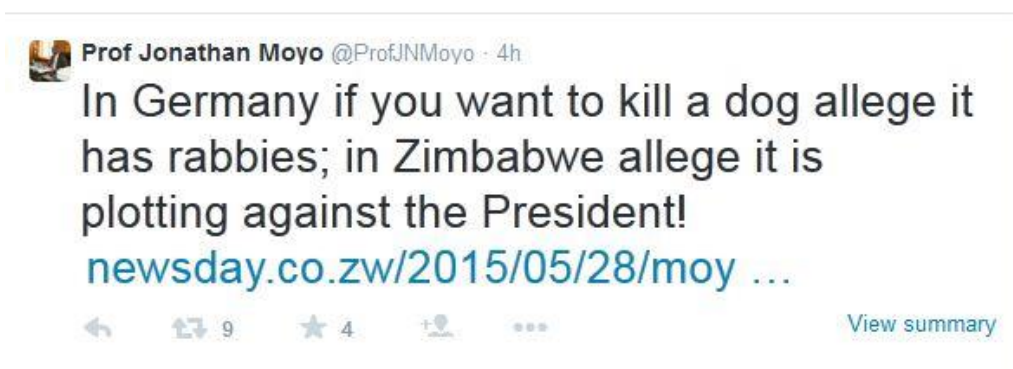 Prof Jonathan Moyo @ProfJNMoyo · 4h
In Germany if you want to kill a dog allege it
has rabbies; in Zimbabwe allege it is
plotting against the President!
newsday.co.zw/2015/05/28/moy ...
9 4 View summary